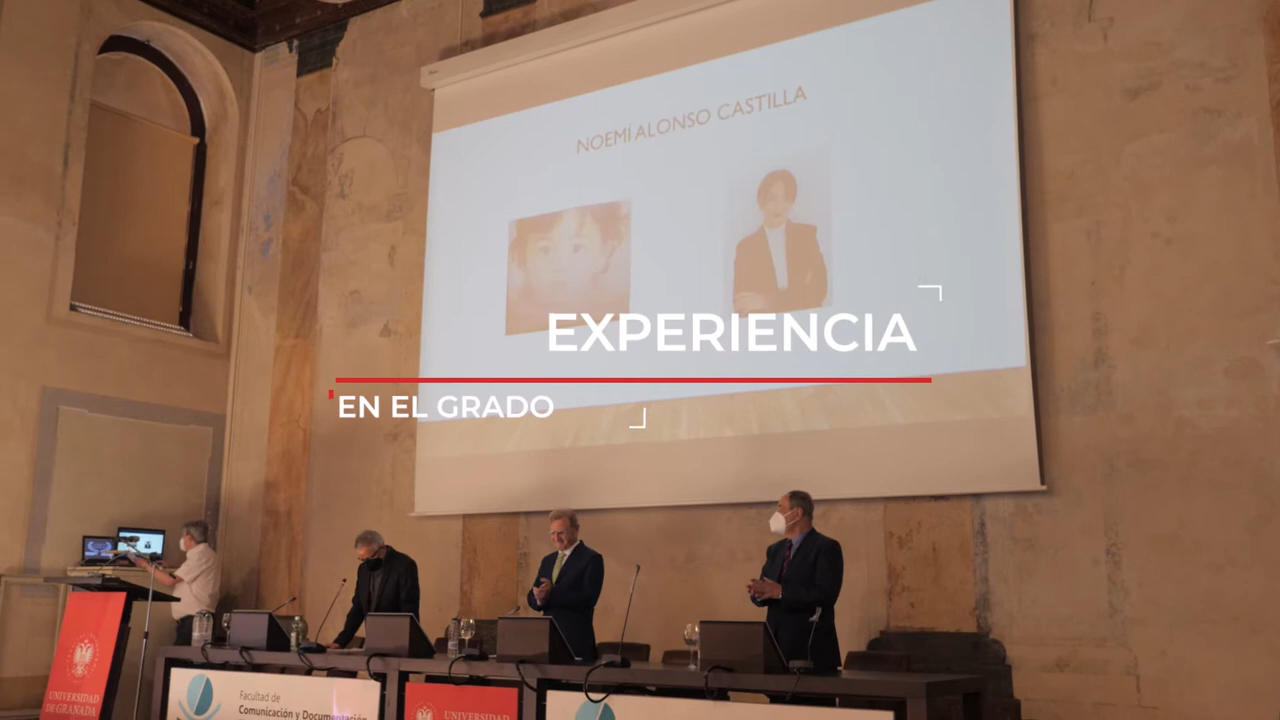 NOEMÍ ALONSO CASTILLA
EXPERIENCIA
EN EL GRADO
UNIVERSIDAD
DE GRANADA
Facultad de
Comunicación y Documentación
UNIVERSIDAD